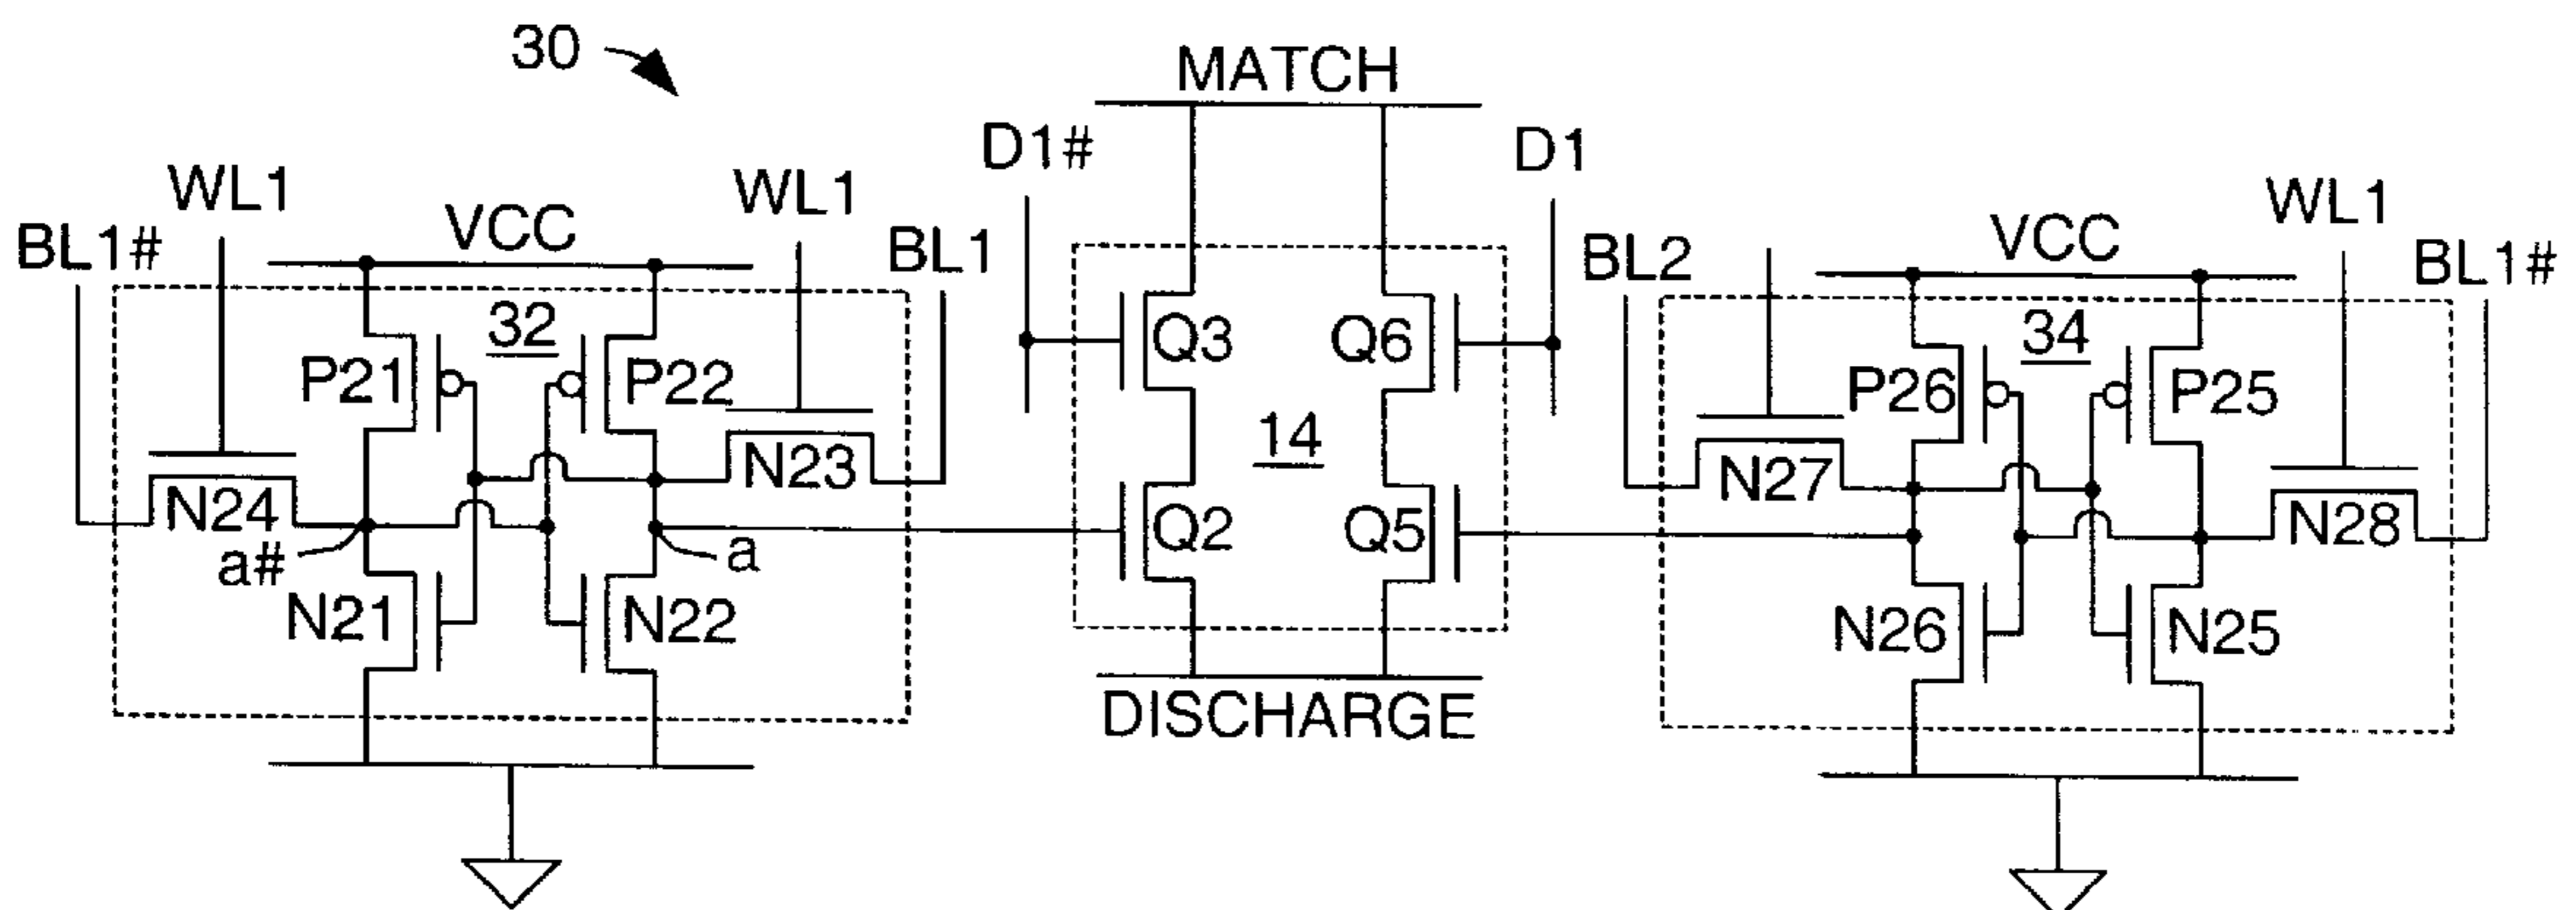 30
MATCH
D1#
D1
WL1
WL1
WL1
BL1#
VCC
BL1
BL2
VCC
BL1#
32
34
P21
P22
Q3
Q6
P26
P25
14
N24
N23
N27
N28
a#
a
Q2
Q5
N21
N22
N26
N25
DISCHARGE